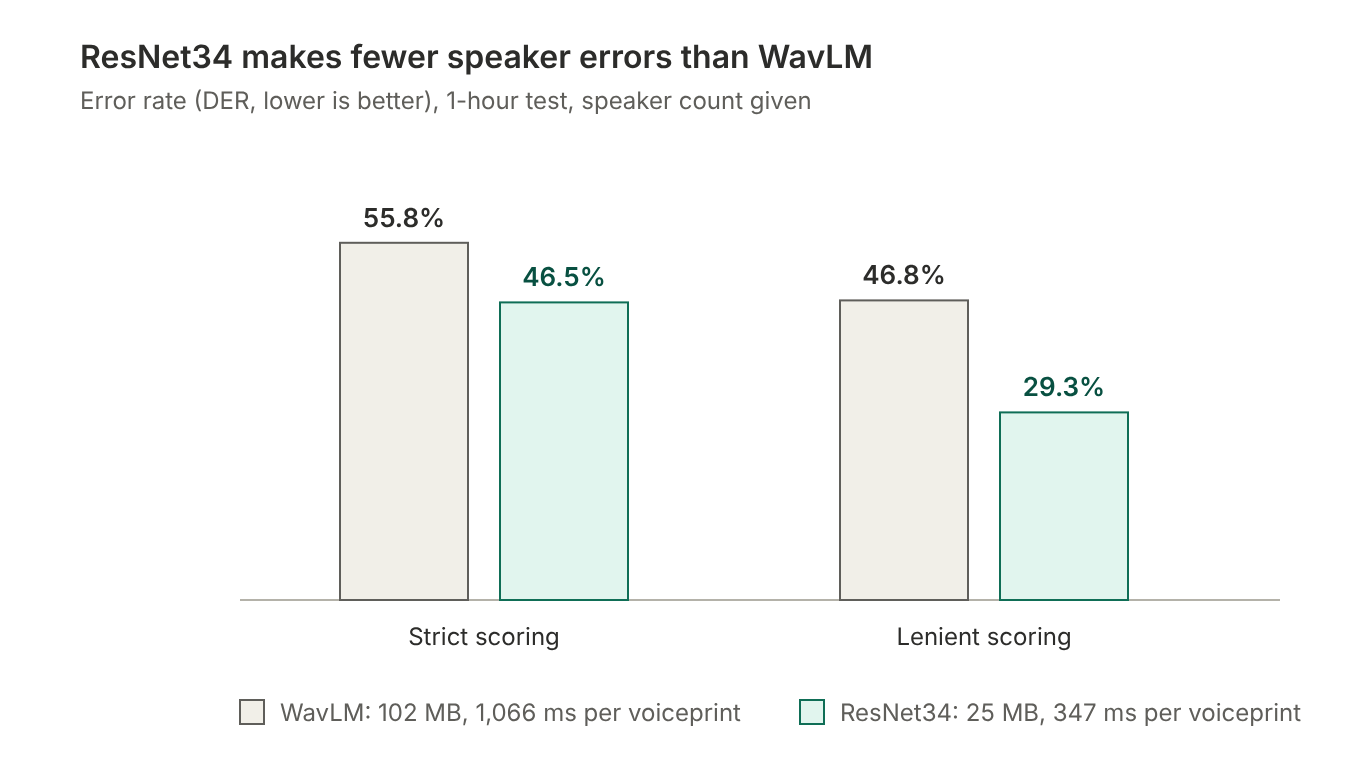 ResNet34 makes fewer speaker errors than WavLM
Error rate (DER, lower is better), 1-hour test, speaker count given
55.8%
46.5%
46.8%
29.3%
Strict scoring
Lenient scoring
WavLM: 102 MB, 1,066 ms per voiceprint
ResNet34: 25 MB, 347 ms per voiceprint